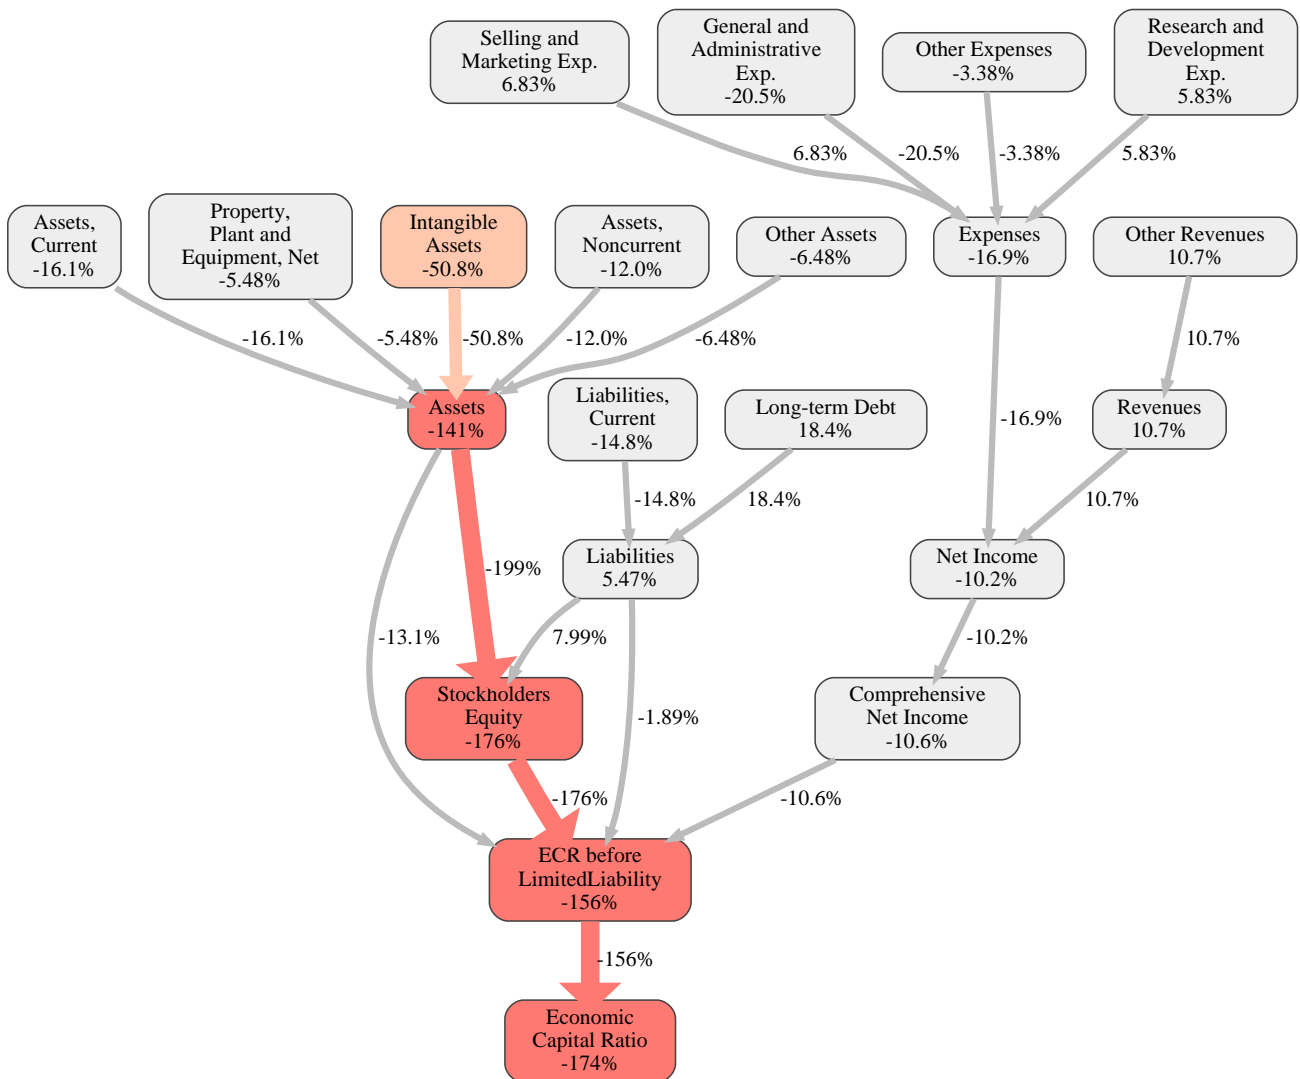 Selling and
Marketing Exp.
6.83%
General and
Administrative
Exp.
-20.5%
Other Expenses
-3.38%
Research and
Development
Exp.
5.83%
6.83%
-20.5%
-3.38%
5.83%
Assets,
Current
-16.1%
Property,
Plant and
Equipment, Net
-5.48%
Intangible
Assets
-50.8%
Assets,
Noncurrent
-12.0%
Other Assets
-6.48%
Expenses
-16.9%
Other Revenues
10.7%
-16.1%
-5.48%
-50.8%
-12.0%
-6.48%
10.7%
Assets
-141%
Liabilities,
Current
-14.8%
Long-term Debt
18.4%
-16.9%
Revenues
10.7%
-14.8%
18.4%
10.7%
-199%
Liabilities
5.47%
Net Income
-10.2%
-13.1%
7.99%
-10.2%
Stockholders
Equity
-176%
-1.89%
Comprehensive
Net Income
-10.6%
-176%
-10.6%
ECR before
LimitedLiability
-156%
-156%
Economic
Capital Ratio
-174%